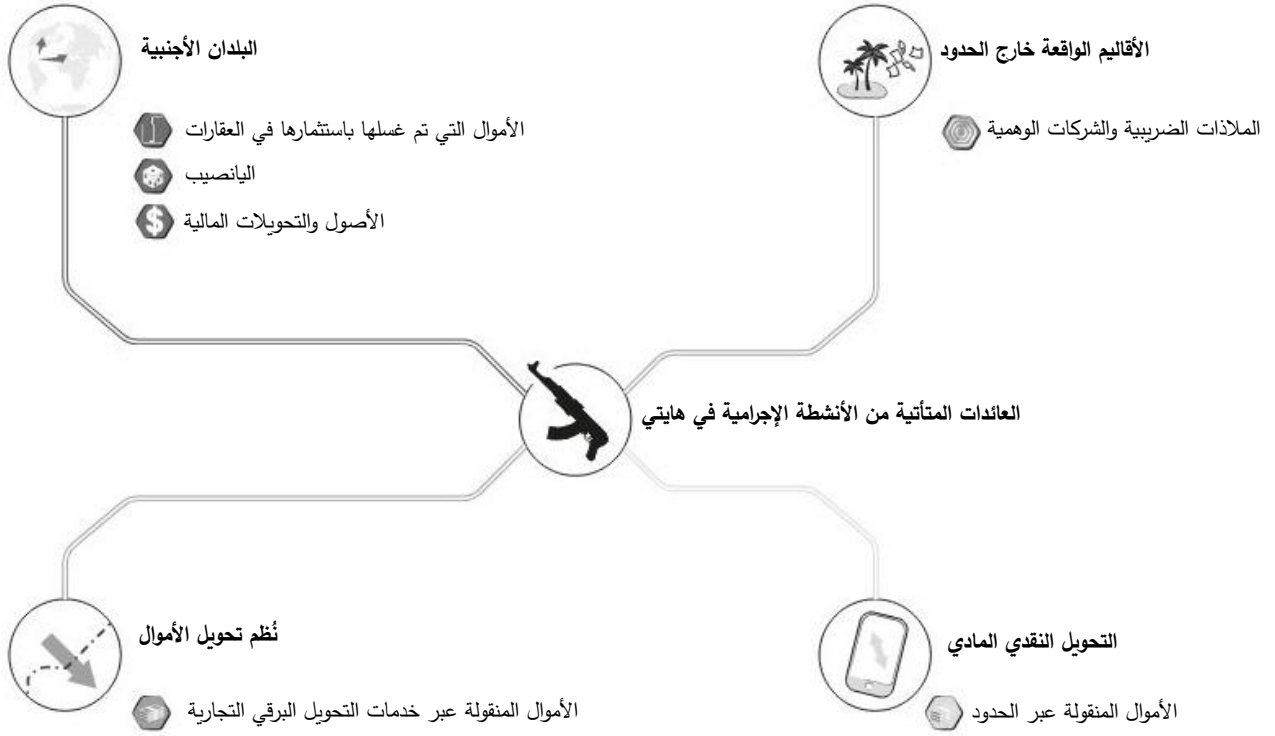 البلدان الأجنبية
الأموال التي تم غسلها باستثمارها في العقارات
اليانصيب
الأصول والتحويلات المالية
الأقاليم الواقعة خارج الحدود
الملاذات الضريبية والشركات الوهمية
العائدات المتأتية من الأنشطة الإجرامية في هايتي
نُظم تحويل الأموال
الأموال المنقولة عبر خدمات التحويل البرقي التجارية
التحويل النقدي المادي
الأموال المنقولة عبر الحدود